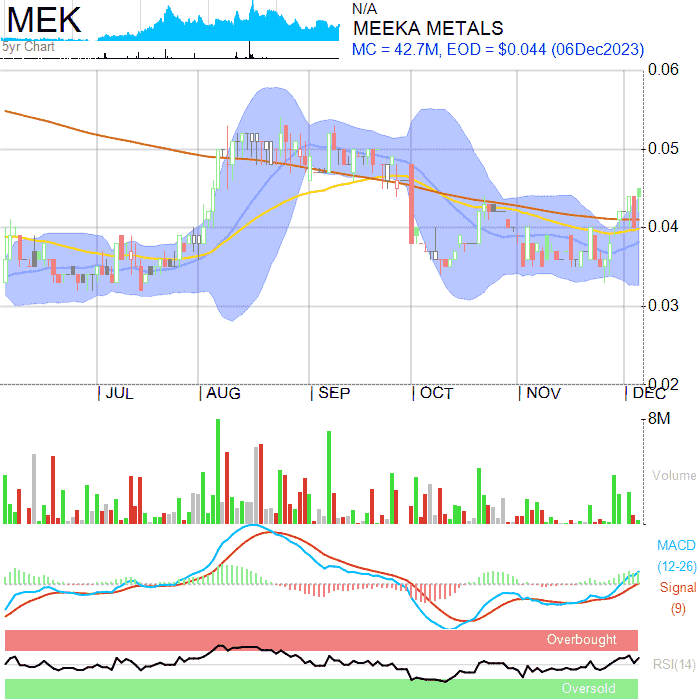 MEK
5yr Chart
N/A
MEEKA METALS
MC = 42.7M, EOD = $0.044 (06Dec2023)
0.06
0.05
0.04
0.03
0.02
JUL AUG SEP OCT NOV DEC
8M
Volume
MACD
(12-26)
Signal
(9)
Overbought
RSI(14)
Oversold